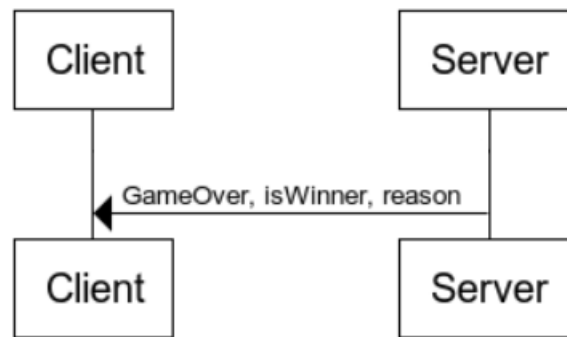 Client
Server
GameOver, isWinner, reason
Client
Server